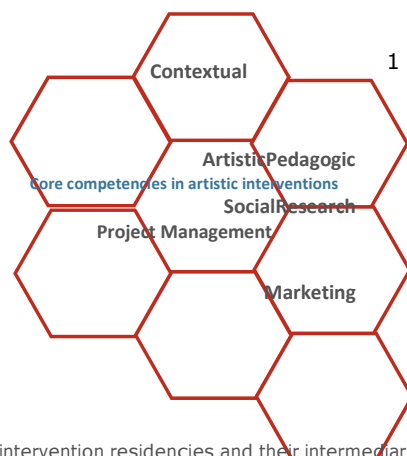 1
Contextual
ArtisticPedagogic
Core competencies in artistic interventions
SocialResearch
Project Management
Marketing
intervention residencies and their intermediar